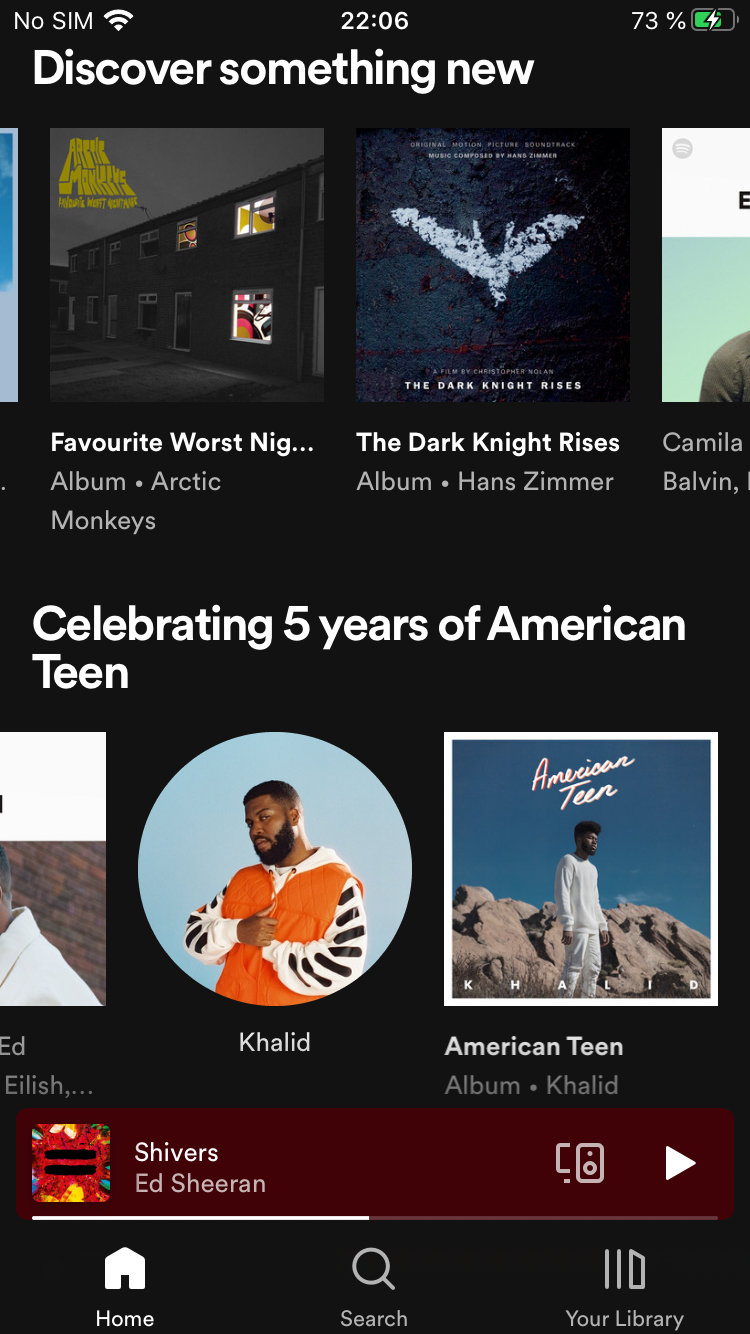 No SIM 22:06 73 %
Discover something new
ARCTIC
MONKEYS
FAVOURITE WORST NIGHTMARE
ORIGINAL MOTION PICTURE SOUNDTRACK
MUSIC COMPOSED BY HANS ZIMMER
A FILM BY CHRISTOPHER NOLAN
THE DARK KNIGHT RISES
E
Favourite Worst Nig...
Album • Arctic
Monkeys
The Dark Knight Rises
Album • Hans Zimmer
Camila
Balvin,
Celebrating 5 years of American
Teen
American
Teen
KHALID
Ed
Eilish,...
Khalid
American Teen
Album • Khalid
Shivers
Ed Sheeran
Home
Search
Your Library